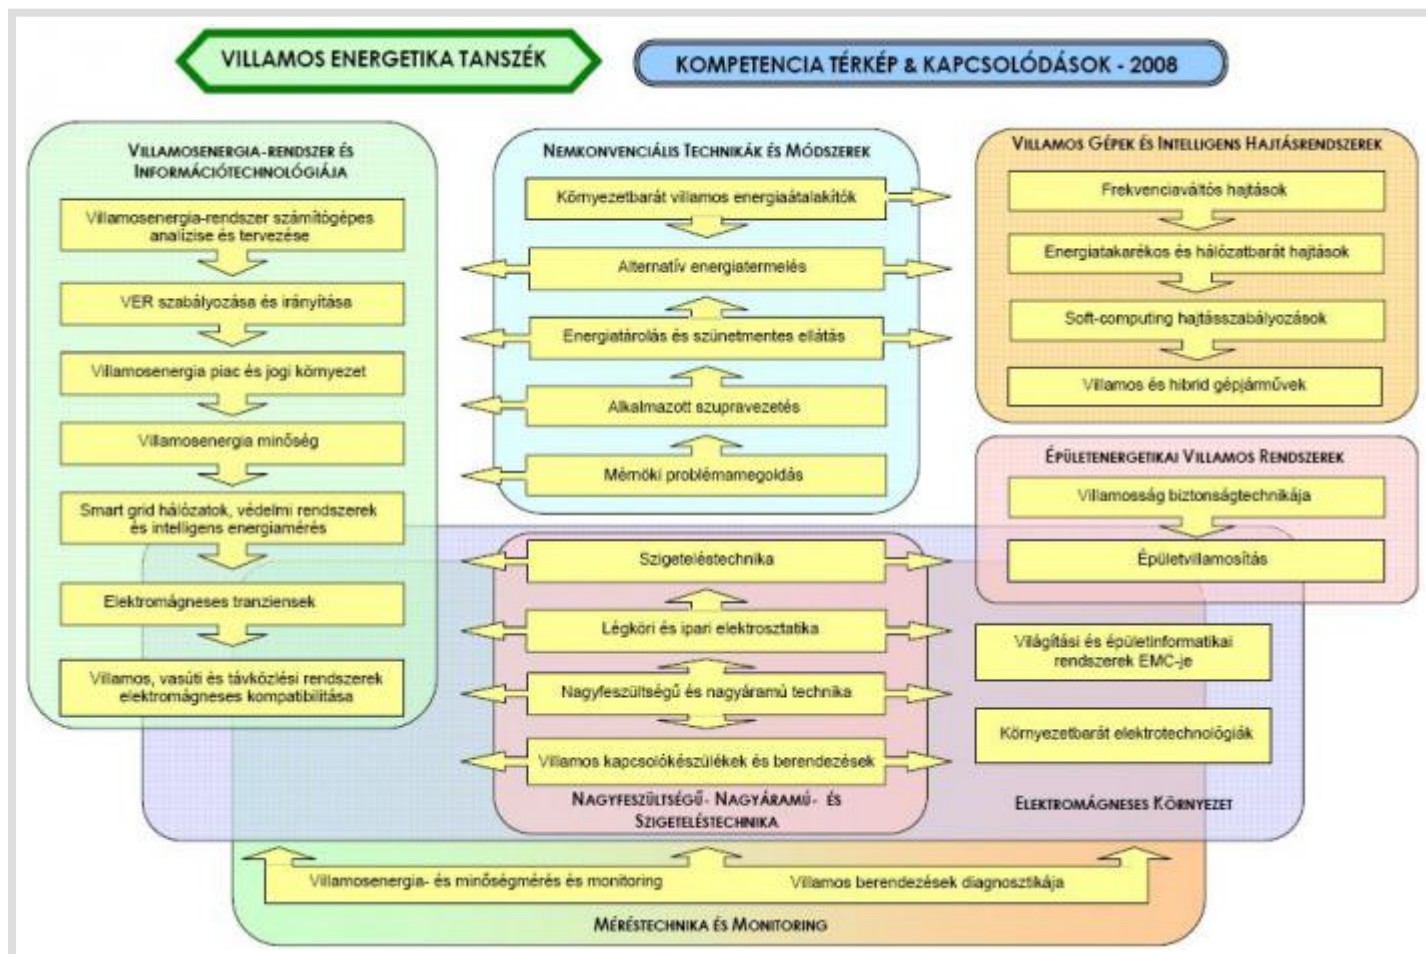 VILLAMOS ENERGETIKA TANSZÉK
KOMPETENCIA TÉRKÉP & KAPCSOLÓDÁSOK - 2008
VILLAMOSENERGIA-RENDSZER ÉS
INFORMÁCIÓTECHNOLÓGIÁJA
Villamosenergia-rendszer számítógépes
analízise és tervezése
VER szabályozása és irányítása
Villamosenergia piac és jogi környezet
Villamosenergia minőség
Smart grid hálózatok, védelmi rendszerek
és intelligens energiamérés
Elektromágneses tranziensek
Villamos, vasúti és távközlési rendszerek
elektromágneses kompatibilitása
NEMKONVENCIÁLIS TECHNIKÁK ÉS MÓDSZEREK
Környezetbarát villamos energiaátalakítók
Alternatív energiatermelés
Energiatárolás és szünetmentes ellátás
Alkalmazott szupravezetés
Mérnöki problémamegoldás
Szigeteléstechnika
Légköri és ipari elektrosztatika
Nagyfeszültségű és nagyáramú technika
Villamos kapcsolókészülékek és berendezések
NAGYFESZÜLTSÉGŰ- NAGYÁRAMÚ- ÉS
SZIGETELÉSTECHNIKA
VILLAMOS GÉPEK ÉS INTELLIGENS HAJTÁSRENDSZEREK
Frekvenciaváltós hajtások
Energiatakarékos és hálózatbarát hajtások
Soft-computing hajtásszabályozások
Villamos és hibrid gépjárművek
ÉPÜLETENERGETIKAI VILLAMOS RENDSZEREK
Villamosság biztonságtechnikája
Épületvillamosítás
Világítási és épületinformatikai
rendszerek EMC-je
Környezetbarát elektrotechnológiák
ELEKTROMÁGNESES KÖRNYEZET
Villamosenergia- és minőségmérés és monitoring
Villamos berendezések diagnosztikája
MÉRÉSTECHNIKA ÉS MONITORING